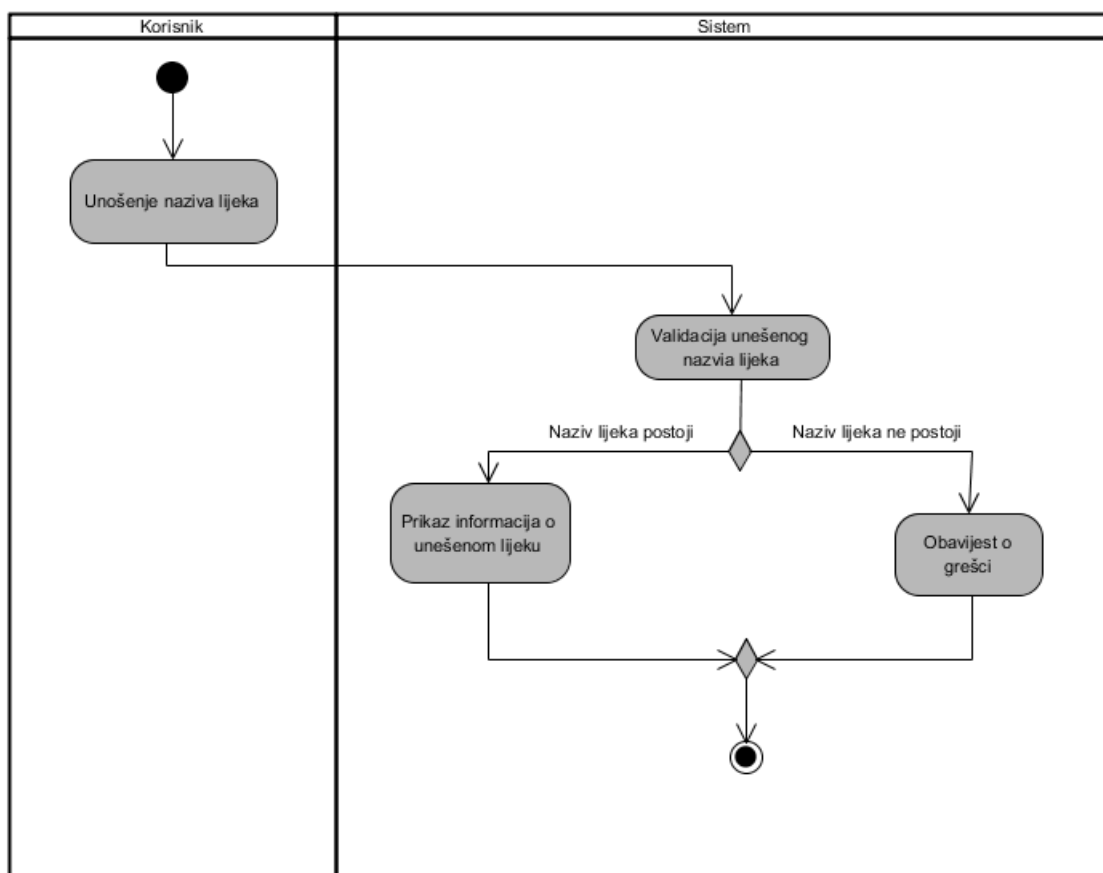 Korisnik
Sistem
Unošenje naziva lijeka
Validacija unešenog
nazvia lijeka
Naziv lijeka postoji
Naziv lijeka ne postoji
Prikaz informacija o
unešenom lijeku
Obavijest o
grešci